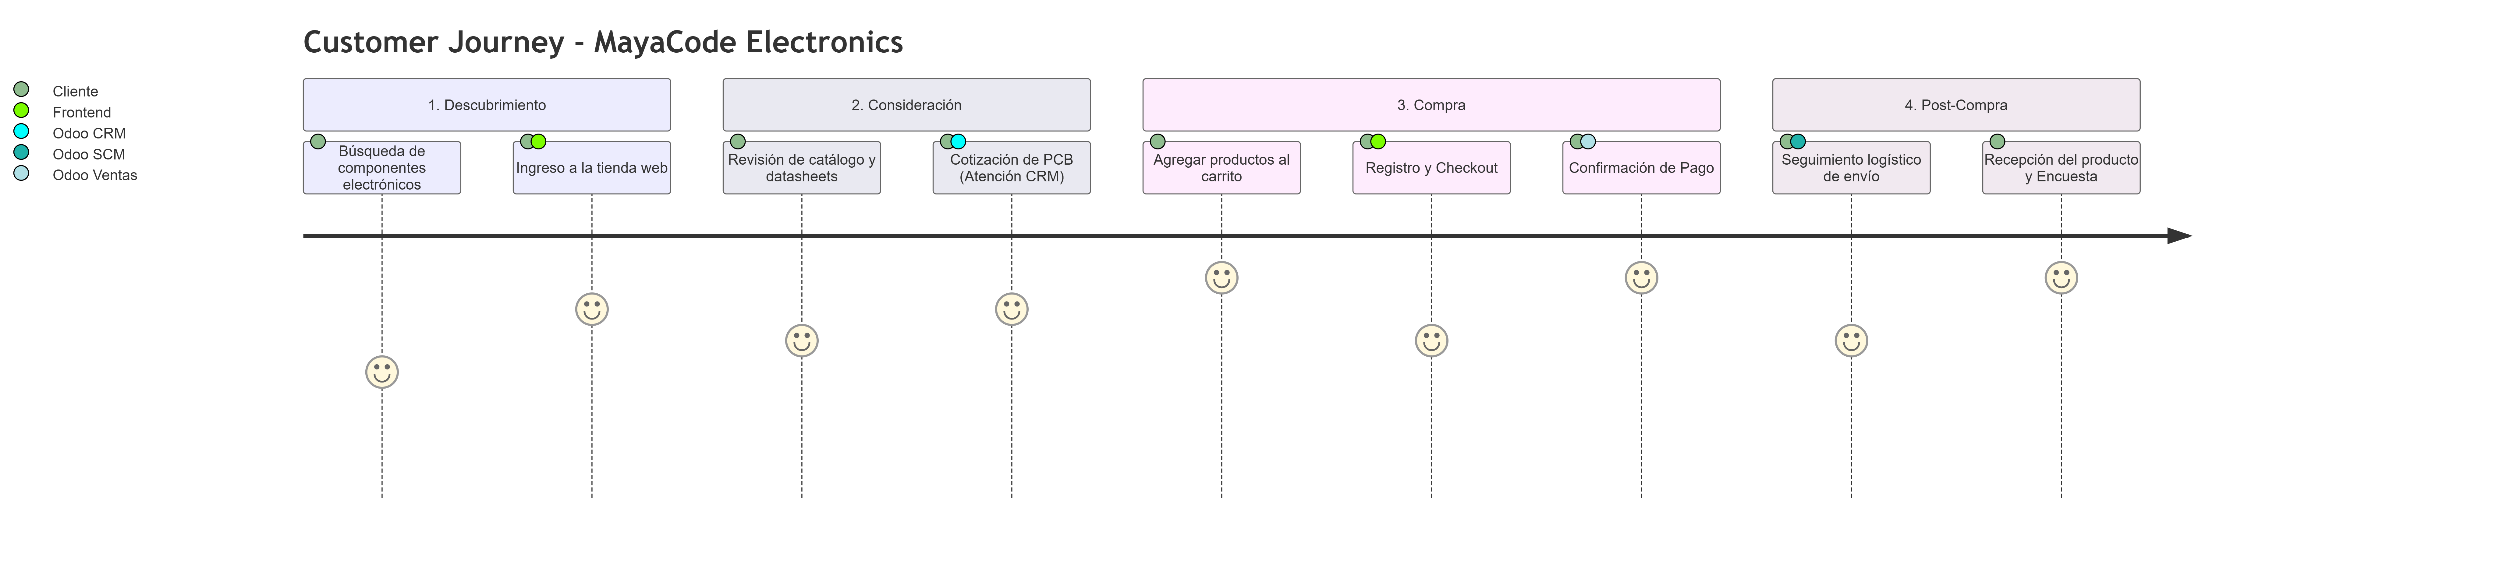 Customer Journey - MayaCode Electronics
Cliente
Frontend
Odoo CRM
Odoo SCM
Odoo Ventas
1. Descubrimiento
2. Consideración
3. Compra
4. Post-Compra
Búsqueda de
componentes
electrónicos
Ingreso a la tienda web
Revisión de catálogo y
datasheets
Cotización de PCB
(Atención CRM)
Agregar productos al
carrito
Registro y Checkout
Confirmación de Pago
Seguimiento logístico
de envío
Recepción del producto
y Encuesta